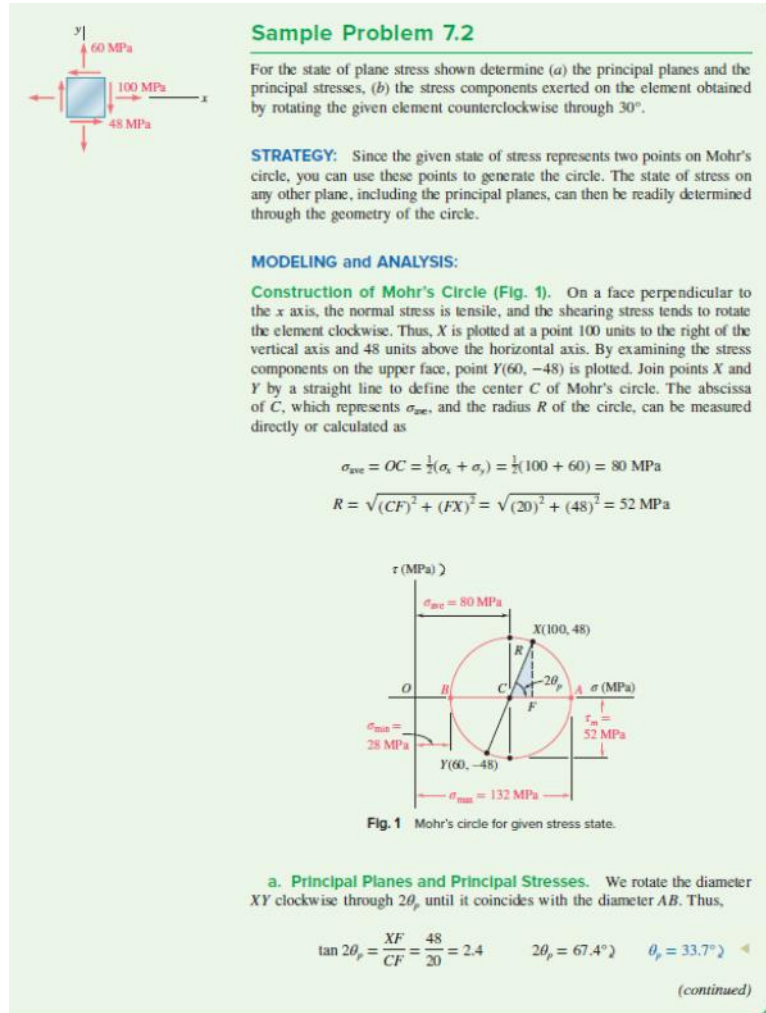 y
60 MPa
100 MPa
x
48 MPa
Sample Problem 7.2
For the state of plane stress shown determine (a) the principal planes and the
principal stresses, (b) the stress components exerted on the element obtained
by rotating the given element counterclockwise through 30°.
STRATEGY: Since the given state of stress represents two points on Mohr's
circle, you can use these points to generate the circle. The state of stress on
any other plane, including the principal planes, can then be readily determined
through the geometry of the circle.
MODELING and ANALYSIS:
Construction of Mohr's Circle (Fig. 1). On a face perpendicular to
the x axis, the normal stress is tensile, and the shearing stress tends to rotate
the element clockwise. Thus, X is plotted at a point 100 units to the right of the
vertical axis and 48 units above the horizontal axis. By examining the stress
components on the upper face, point Y(60, −48) is plotted. Join points X and
Y by a straight line to define the center C of Mohr's circle. The abscissa
of C, which represents σave, and the radius R of the circle, can be measured
directly or calculated as
σave = OC = ½(σx + σy) = ½(100 + 60) = 80 MPa
R = √(CF)² + (FX)² = √(20)² + (48)² = 52 MPa
τ (MPa) )
σave = 80 MPa
X(100, 48)
R
2θp
O
B
C
A
σ (MPa)
F
τm =
52 MPa
σmin =
28 MPa
Y(60, −48)
σmax = 132 MPa
Fig. 1 Mohr's circle for given stress state.
a. Principal Planes and Principal Stresses. We rotate the diameter
XY clockwise through 2θp until it coincides with the diameter AB. Thus,
tan 2θp = XF/CF = 48/20 = 2.4 2θp = 67.4° ⤸ θp = 33.7° ⤸ ◄
(continued)